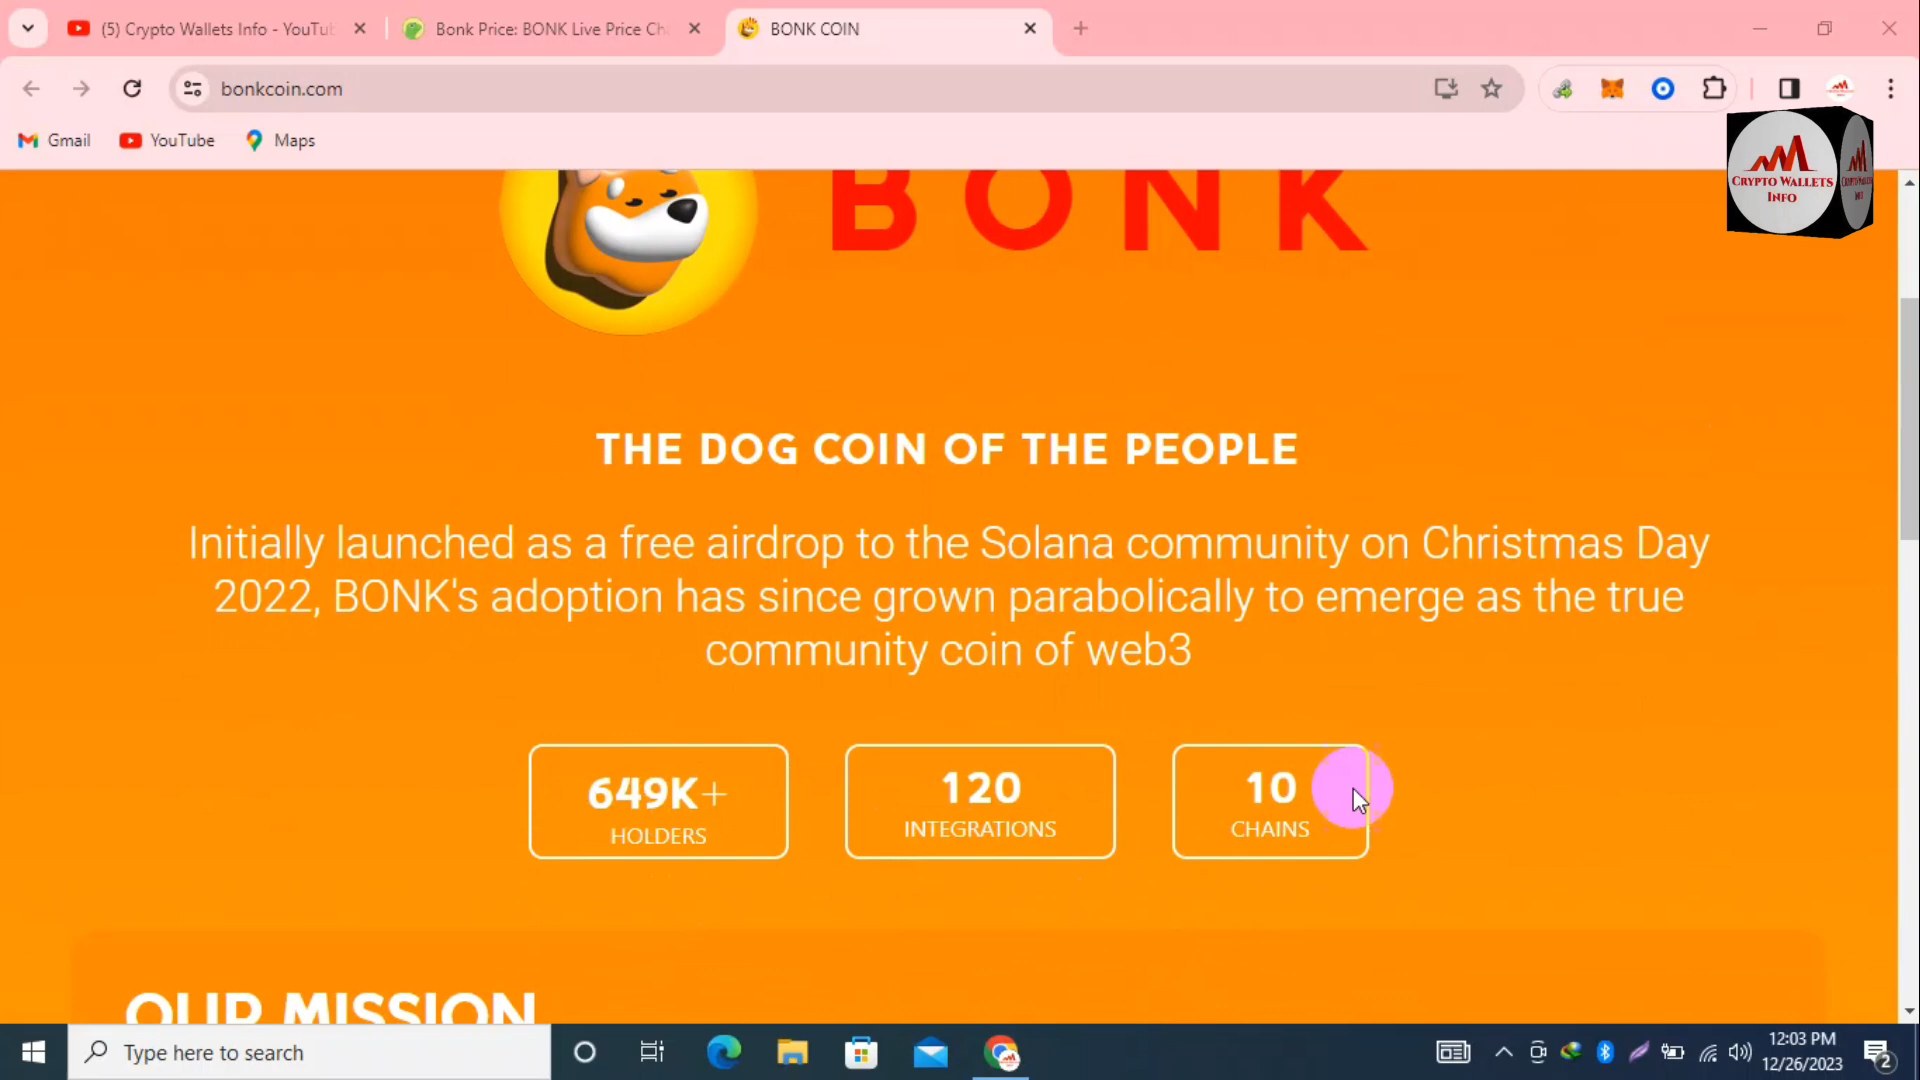 (5) Crypto Wallets Info - YouTu
Bonk Price: BONK Live Price Ch
BONK COIN
bonkcoin.com
Gmail
YouTube
Maps
CRYPTO WALLETS
INFO
BONK
THE DOG COIN OF THE PEOPLE
Initially launched as a free airdrop to the Solana community on Christmas Day
2022, BONK's adoption has since grown parabolically to emerge as the true
community coin of web3
649K+
HOLDERS
120
INTEGRATIONS
10
CHAINS
OUR MISSION
Type here to search
12:03 PM
12/26/2023
2